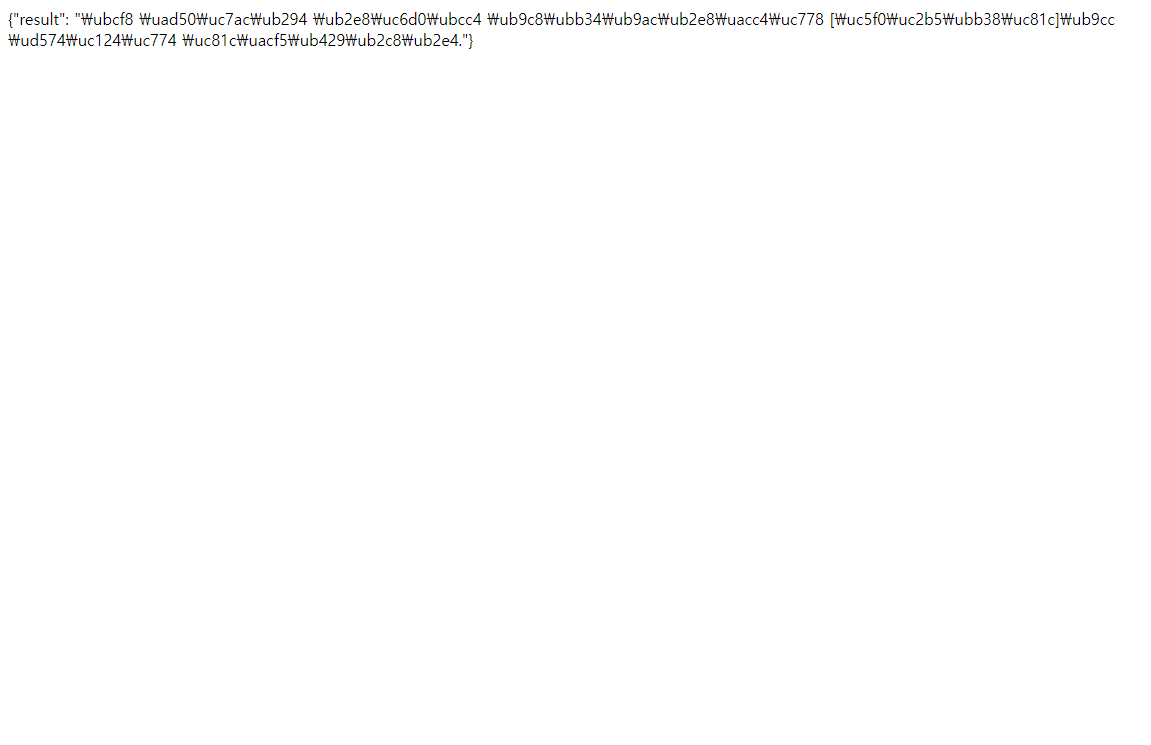 {"result": "₩ubcf8 ₩uad50₩uc7ac₩ub294 ₩ub2e8₩uc6d0₩ubcc4 ₩ub9c8₩ubb34₩ub9ac₩ub2e8₩uacc4₩uc778 [₩uc5f0₩uc2b5₩ubb38₩uc81c]₩ub9cc
₩ud574₩uc124₩uc774 ₩uc81c₩uacf5₩ub429₩ub2c8₩ub2e4."}